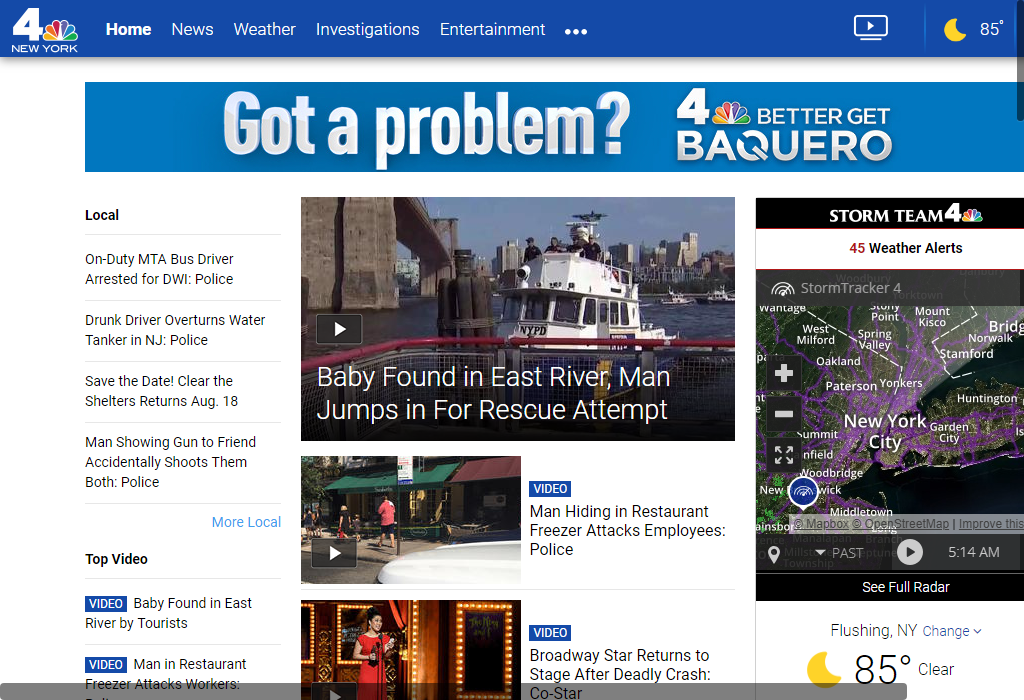 4
NEW YORK
Home News Weather Investigations Entertainment •••
85°
Got a problem?
4 BETTER GET
BAQUERO
Local
On-Duty MTA Bus Driver
Arrested for DWI: Police
Drunk Driver Overturns Water
Tanker in NJ: Police
Save the Date! Clear the
Shelters Returns Aug. 18
Man Showing Gun to Friend
Accidentally Shoots Them
Both: Police
More Local
Top Video
VIDEO Baby Found in East
River by Tourists
VIDEO Man in Restaurant
Freezer Attacks Workers:
NYPD
Baby Found in East River, Man
Jumps in For Rescue Attempt
VIDEO
Man Hiding in Restaurant
Freezer Attacks Employees:
Police
VIDEO
Broadway Star Returns to
Stage After Deadly Crash:
Co-Star
STORM TEAM 4
45 Weather Alerts
StormTracker 4
Woodbury
Yorktown
Wantage
Stony
Point
Mount
Kisco
West
Milford
Spring
Valley
Norwalk
Stamford
Oakland
Paterson
Yonkers
Huntington
New York
City
Garden
City
Summit
Woodbridge
New
wick
Middletown
© Mapbox © OpenStreetMap | Improve this
Manalapan
Township
PAST
5:14 AM
See Full Radar
Flushing, NY Change
85° Clear